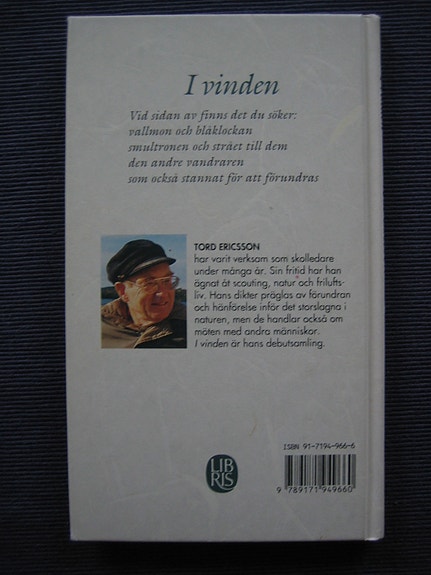 I vinden
Vid sidan av finns det du söker:
vallmon och blåklockan
smultronen och strået till dem
den andre vandraren
som också stannat för att förundras
TORD ERICSSON
har varit verksam som skolledare
under många år. Sin fritid har han
ägnat åt scouting, natur och frilufts-
liv. Hans dikter präglas av förundran
och hänförelse inför det storslagna i
naturen, men de handlar också om
möten med andra människor.
I vinden är hans debutsamling.
ISBN 91-7194-966-6
9 789171 949660
LIB
RIS